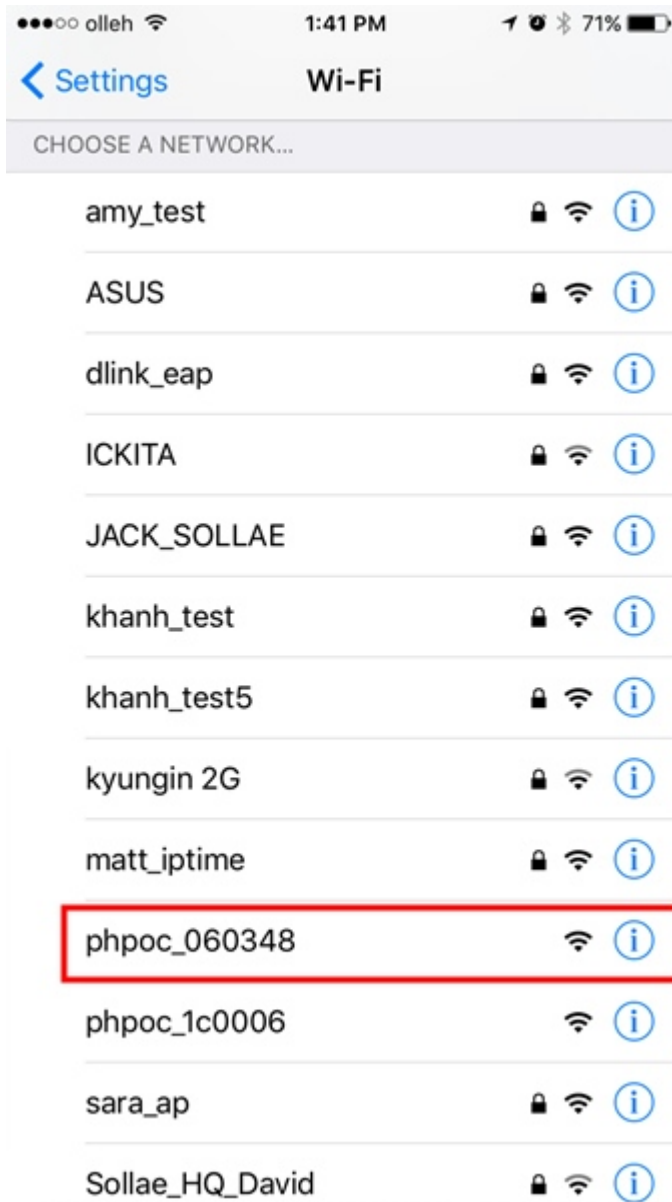 olleh 1:41 PM 71%
Settings Wi-Fi
CHOOSE A NETWORK...
amy_test
ASUS
dlink_eap
ICKITA
JACK_SOLLAE
khanh_test
khanh_test5
kyungin 2G
matt_iptime
phpoc_060348
phpoc_1c0006
sara_ap
Sollae_HQ_David